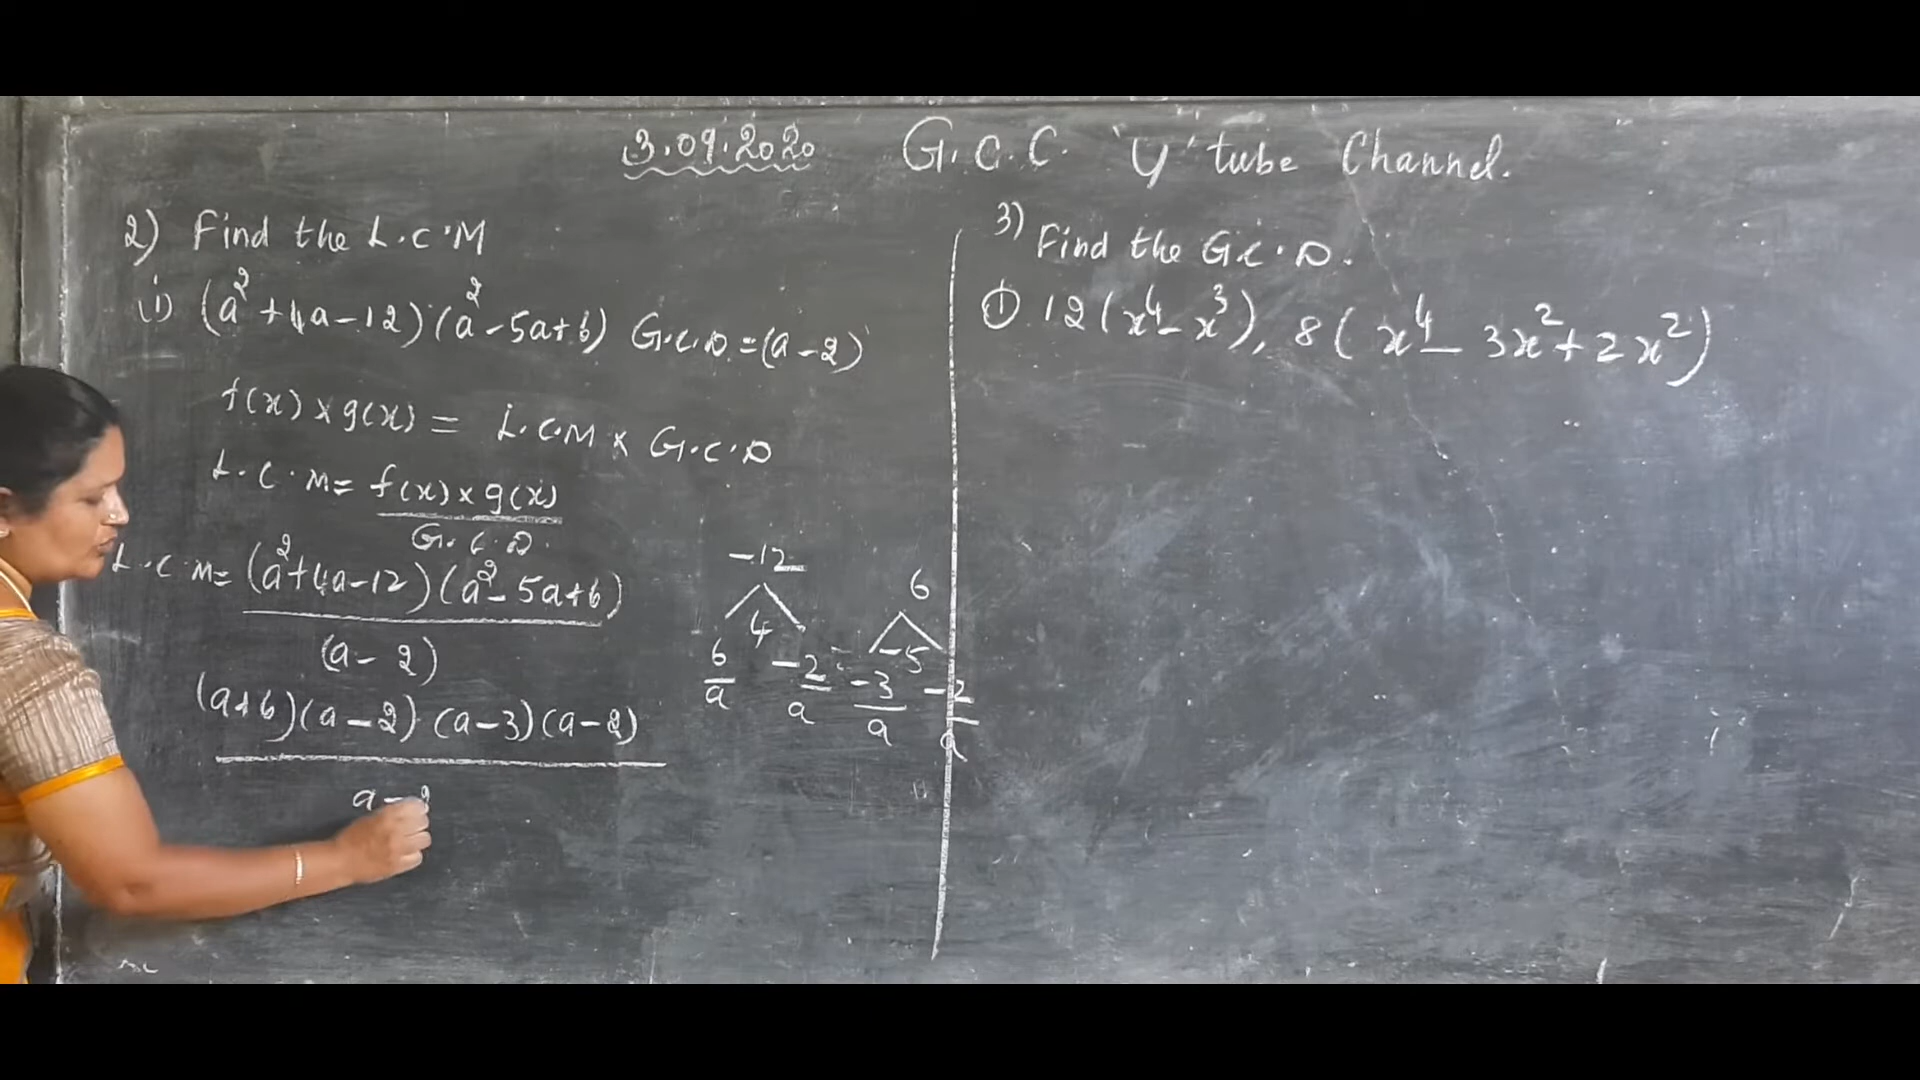 3.09.2020 G.C.C. 'Y' tube Channel.
2) Find the L.C.M
(i) (a²+4a-12)(a²-5a+6) G.C.D.=(a-2)
f(x)×g(x) = L.C.M × G.C.D
L.C.M= f(x)×g(x)
G.C.D.
L.C.M= (a²+4a-12)(a²-5a+6)
(a-2)
(a+6)(a-2)(a-3)(a-2)
a-2
-12
4
6 -2
a a
6
-5
-3 -2
a a
3) Find the G.C.D.
① 12(x⁴-x³), 8(x⁴-3x²+2x²)